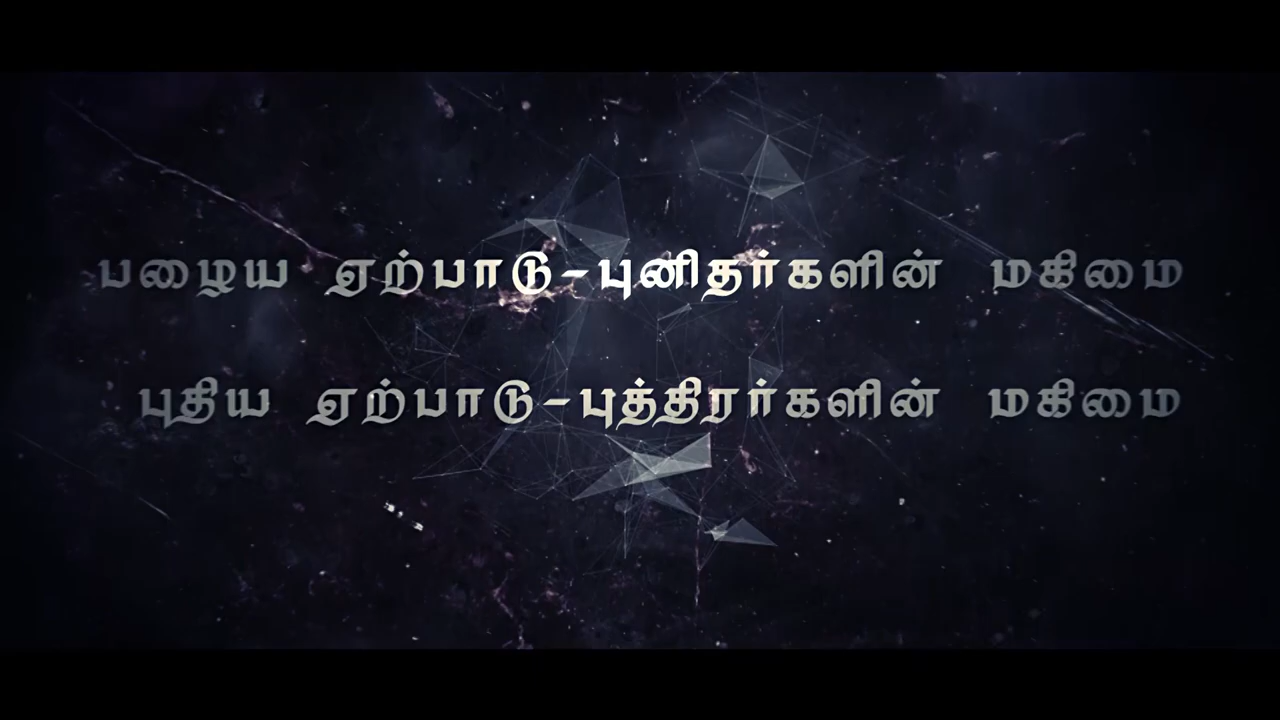 பழைய ஏற்பாடு-புனிதர்களின் மகிமை
புதிய ஏற்பாடு-புத்திரர்களின் மகிமை